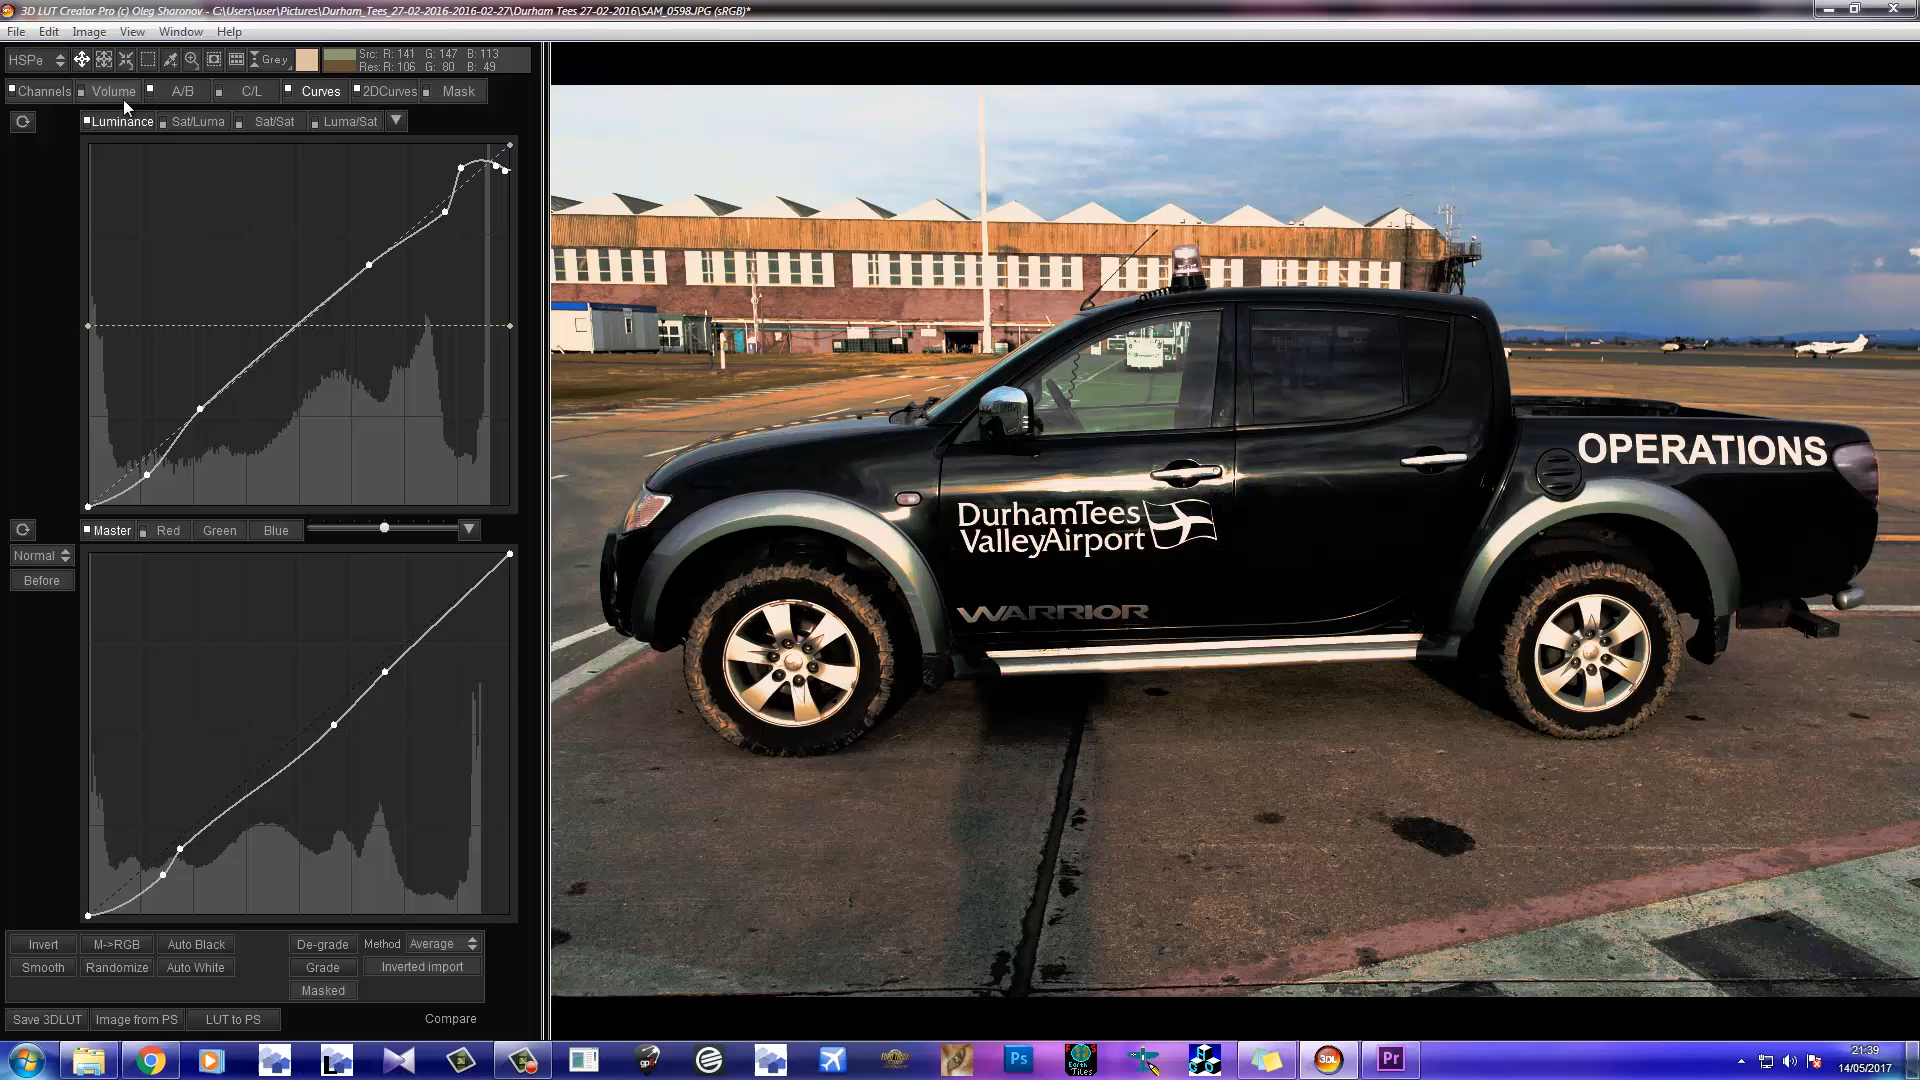 3D LUT Creator Pro (c) Oleg Sharonov - C:\Users\user\Pictures\Durham_Tees_27-02-2016-2016-02-27\Durham Tees 27-02-2016\SAM_0598JPG (sRGB)*
File Edit Image View Window Help
HSPe Grey Src: R: 141 G: 147 B: 113
Res: R: 106 G: 80 B: 49
Channels Volume A/B C/L Curves 2DCurves Mask
Luminance Sat/Luma Sat/Sat Luma/Sat
Master Red Green Blue
Normal
Before
OPERATIONS
DurhamTees
ValleyAirport
WARRIOR
Invert M->RGB Auto Black De-grade Method Average
Smooth Randomize Auto White Grade Inverted import
Masked
Save 3DLUT Image from PS LUT to PS Compare
Ps 3DL Pr
21:39
14/05/2017